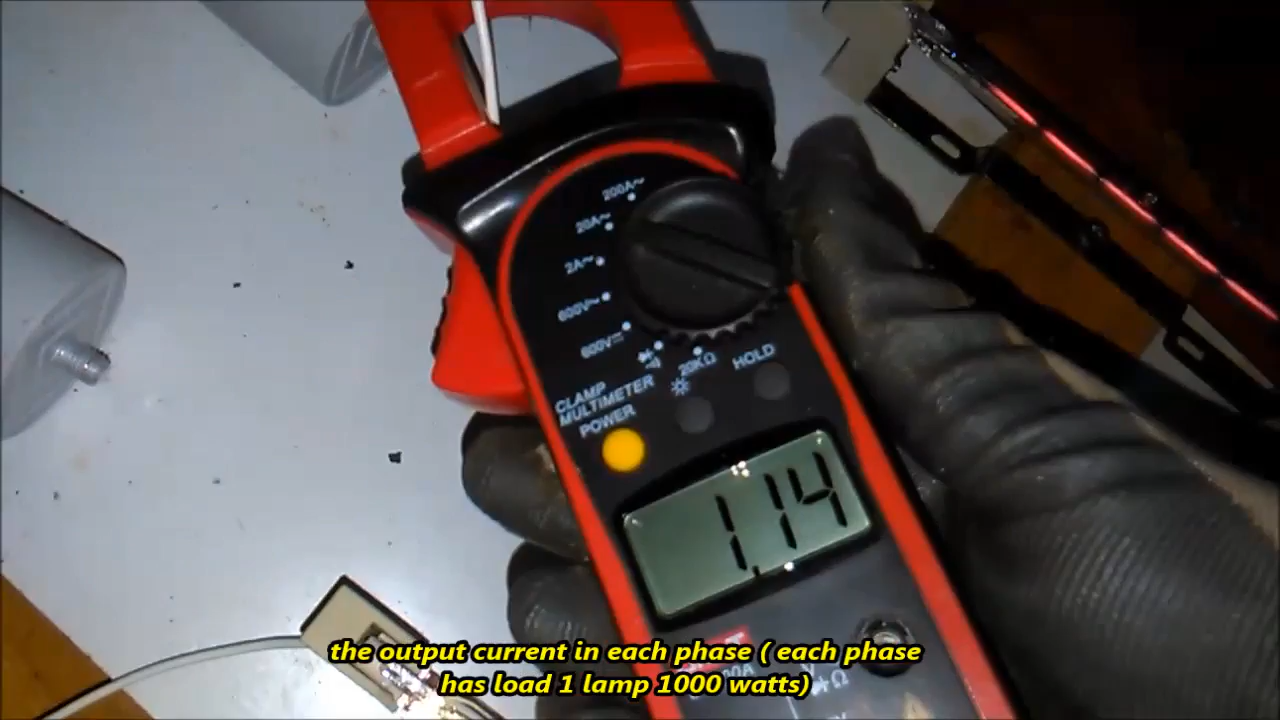 200A~
20A~
2A~
600V~
600V
20KΩ
HOLD
CLAMP
MULTIMETER
POWER
1.14
the output current in each phase ( each phase
has load 1 lamp 1000 watts)